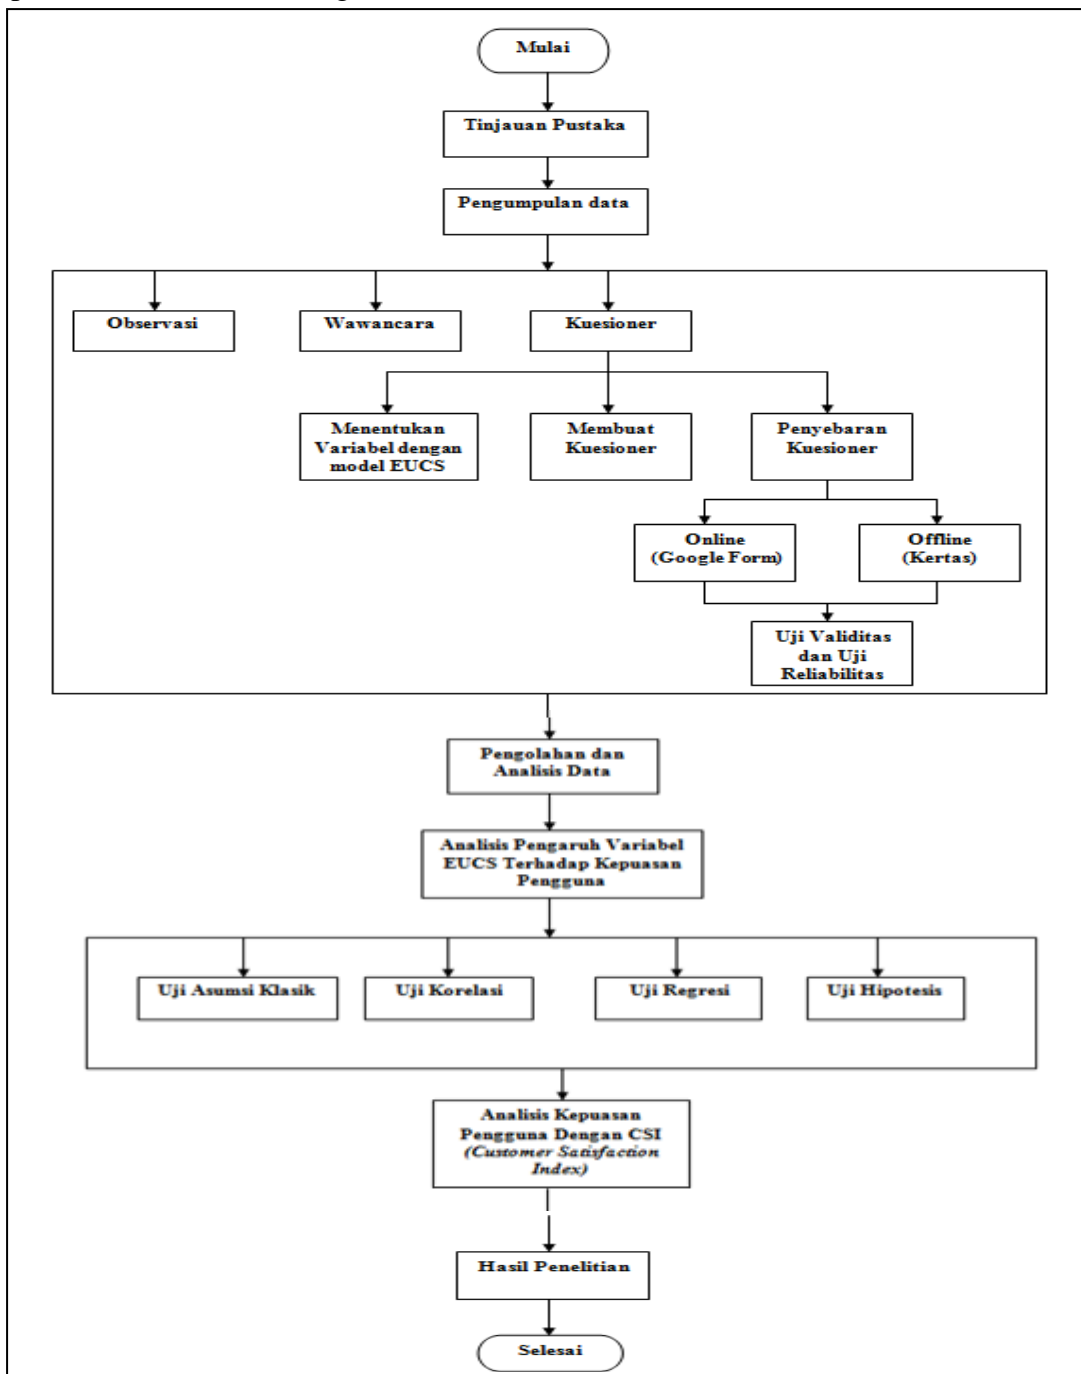 Mulai
Tinjauan Pustaka
Pengumpulan data
Observasi
Wawancara
Kuesioner
Menentukan
Variabel dengan
model EUCS
Membuat
Kuesioner
Penyebaran
Kuesioner
Online
(Google Form)
Offline
(Kertas)
Uji Validitas
dan Uji
Reliabilitas
Pengolahan dan
Analisis Data
Analisis Pengaruh Variabel
EUCS Terhadap Kepuasan
Pengguna
Uji Asumsi Klasik
Uji Korelasi
Uji Regresi
Uji Hipotesis
Analisis Kepuasan
Pengguna Dengan CSI
(Customer Satisfaction
Index)
Hasil Penelitian
Selesai